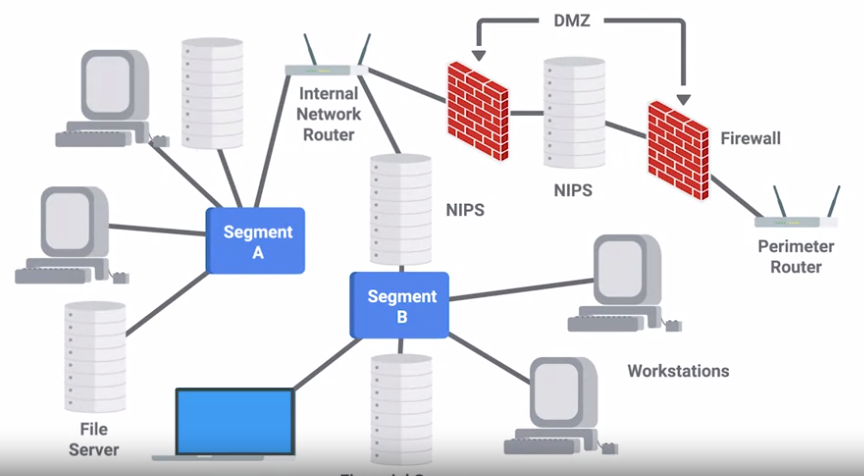 DMZ
Internal
Network
Router
Firewall
NIPS
NIPS
Segment
A
Perimeter
Router
Segment
B
Workstations
File
Server